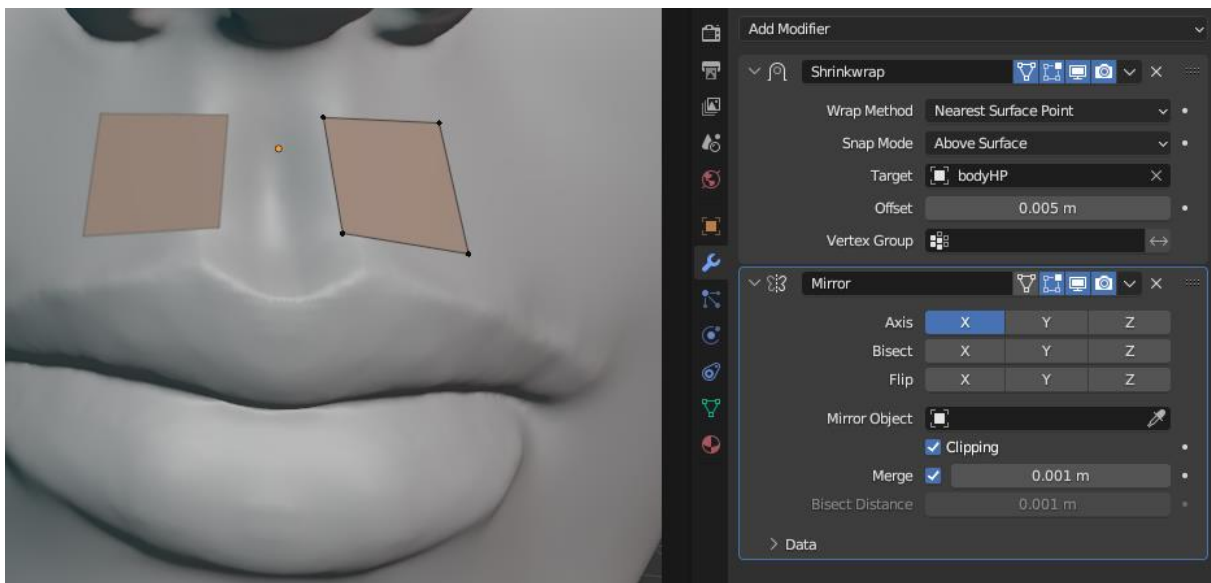 Add Modifier
Shrinkwrap
Wrap Method Nearest Surface Point
Snap Mode Above Surface
Target bodyHP
Offset 0.005 m
Vertex Group
Mirror
Axis X Y Z
Bisect X Y Z
Flip X Y Z
Mirror Object
Clipping
Merge 0.001 m
Bisect Distance 0.001 m
Data